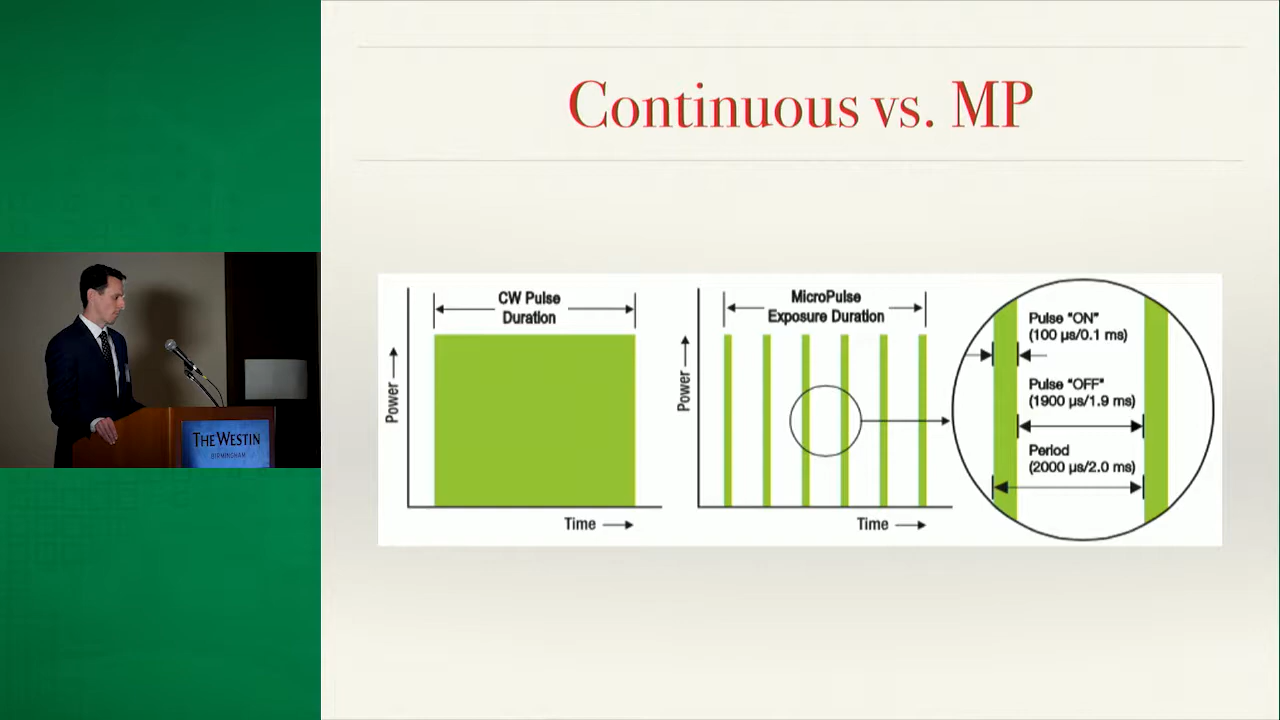 Continuous vs. MP
CW Pulse
Duration
Power
Time
MicroPulse
Exposure Duration
Power
Time
Pulse "ON"
(100 µs/0.1 ms)
Pulse "OFF"
(1900 µs/1.9 ms)
Period
(2000 µs/2.0 ms)
THE WESTIN
BIRMINGHAM